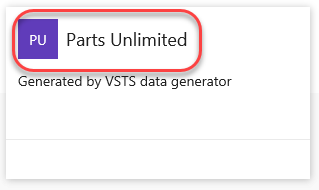 PU Parts Unlimited
Generated by VSTS data generator